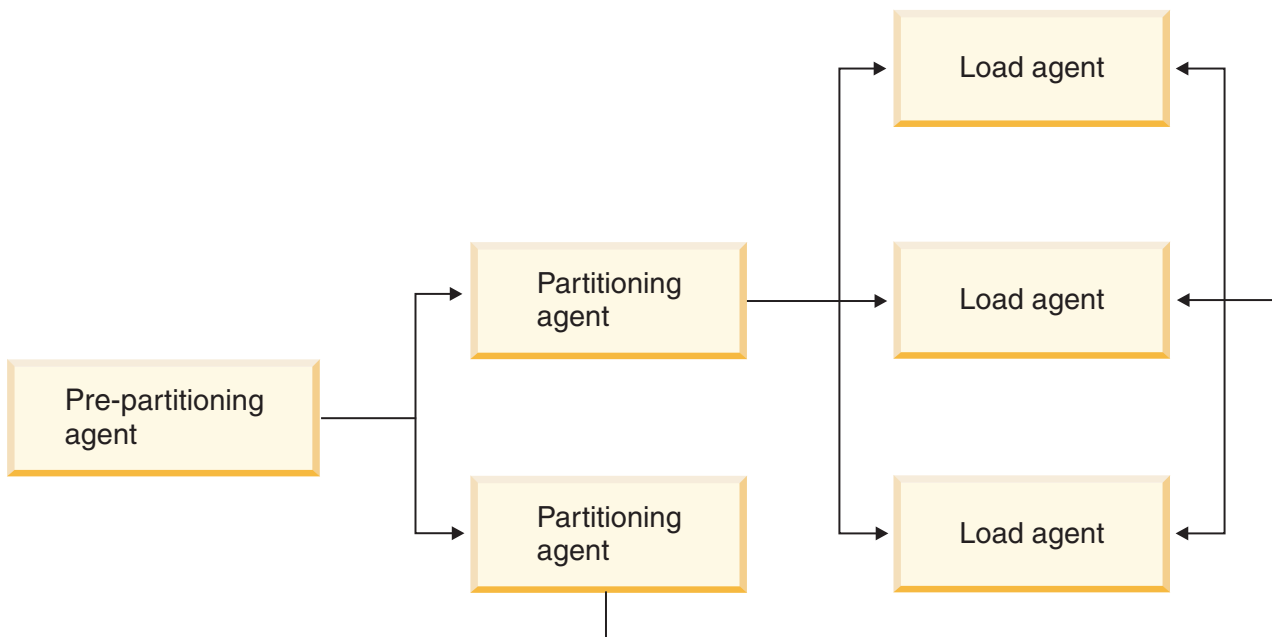 Load agent
Partitioning
agent
Load agent
Pre-partitioning
agent
Partitioning
agent
Load agent